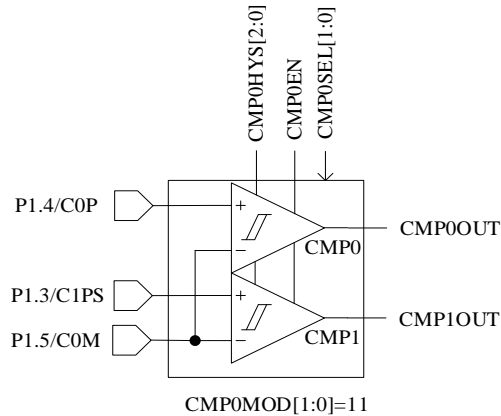 CMP0HYS[2:0]
CMP0EN
CMP0SEL[1:0]
P1.4/C0P
+
-
CMP0
CMP0OUT
P1.3/C1PS
+
P1.5/C0M
-
CMP1
CMP1OUT
CMP0MOD[1:0]=11